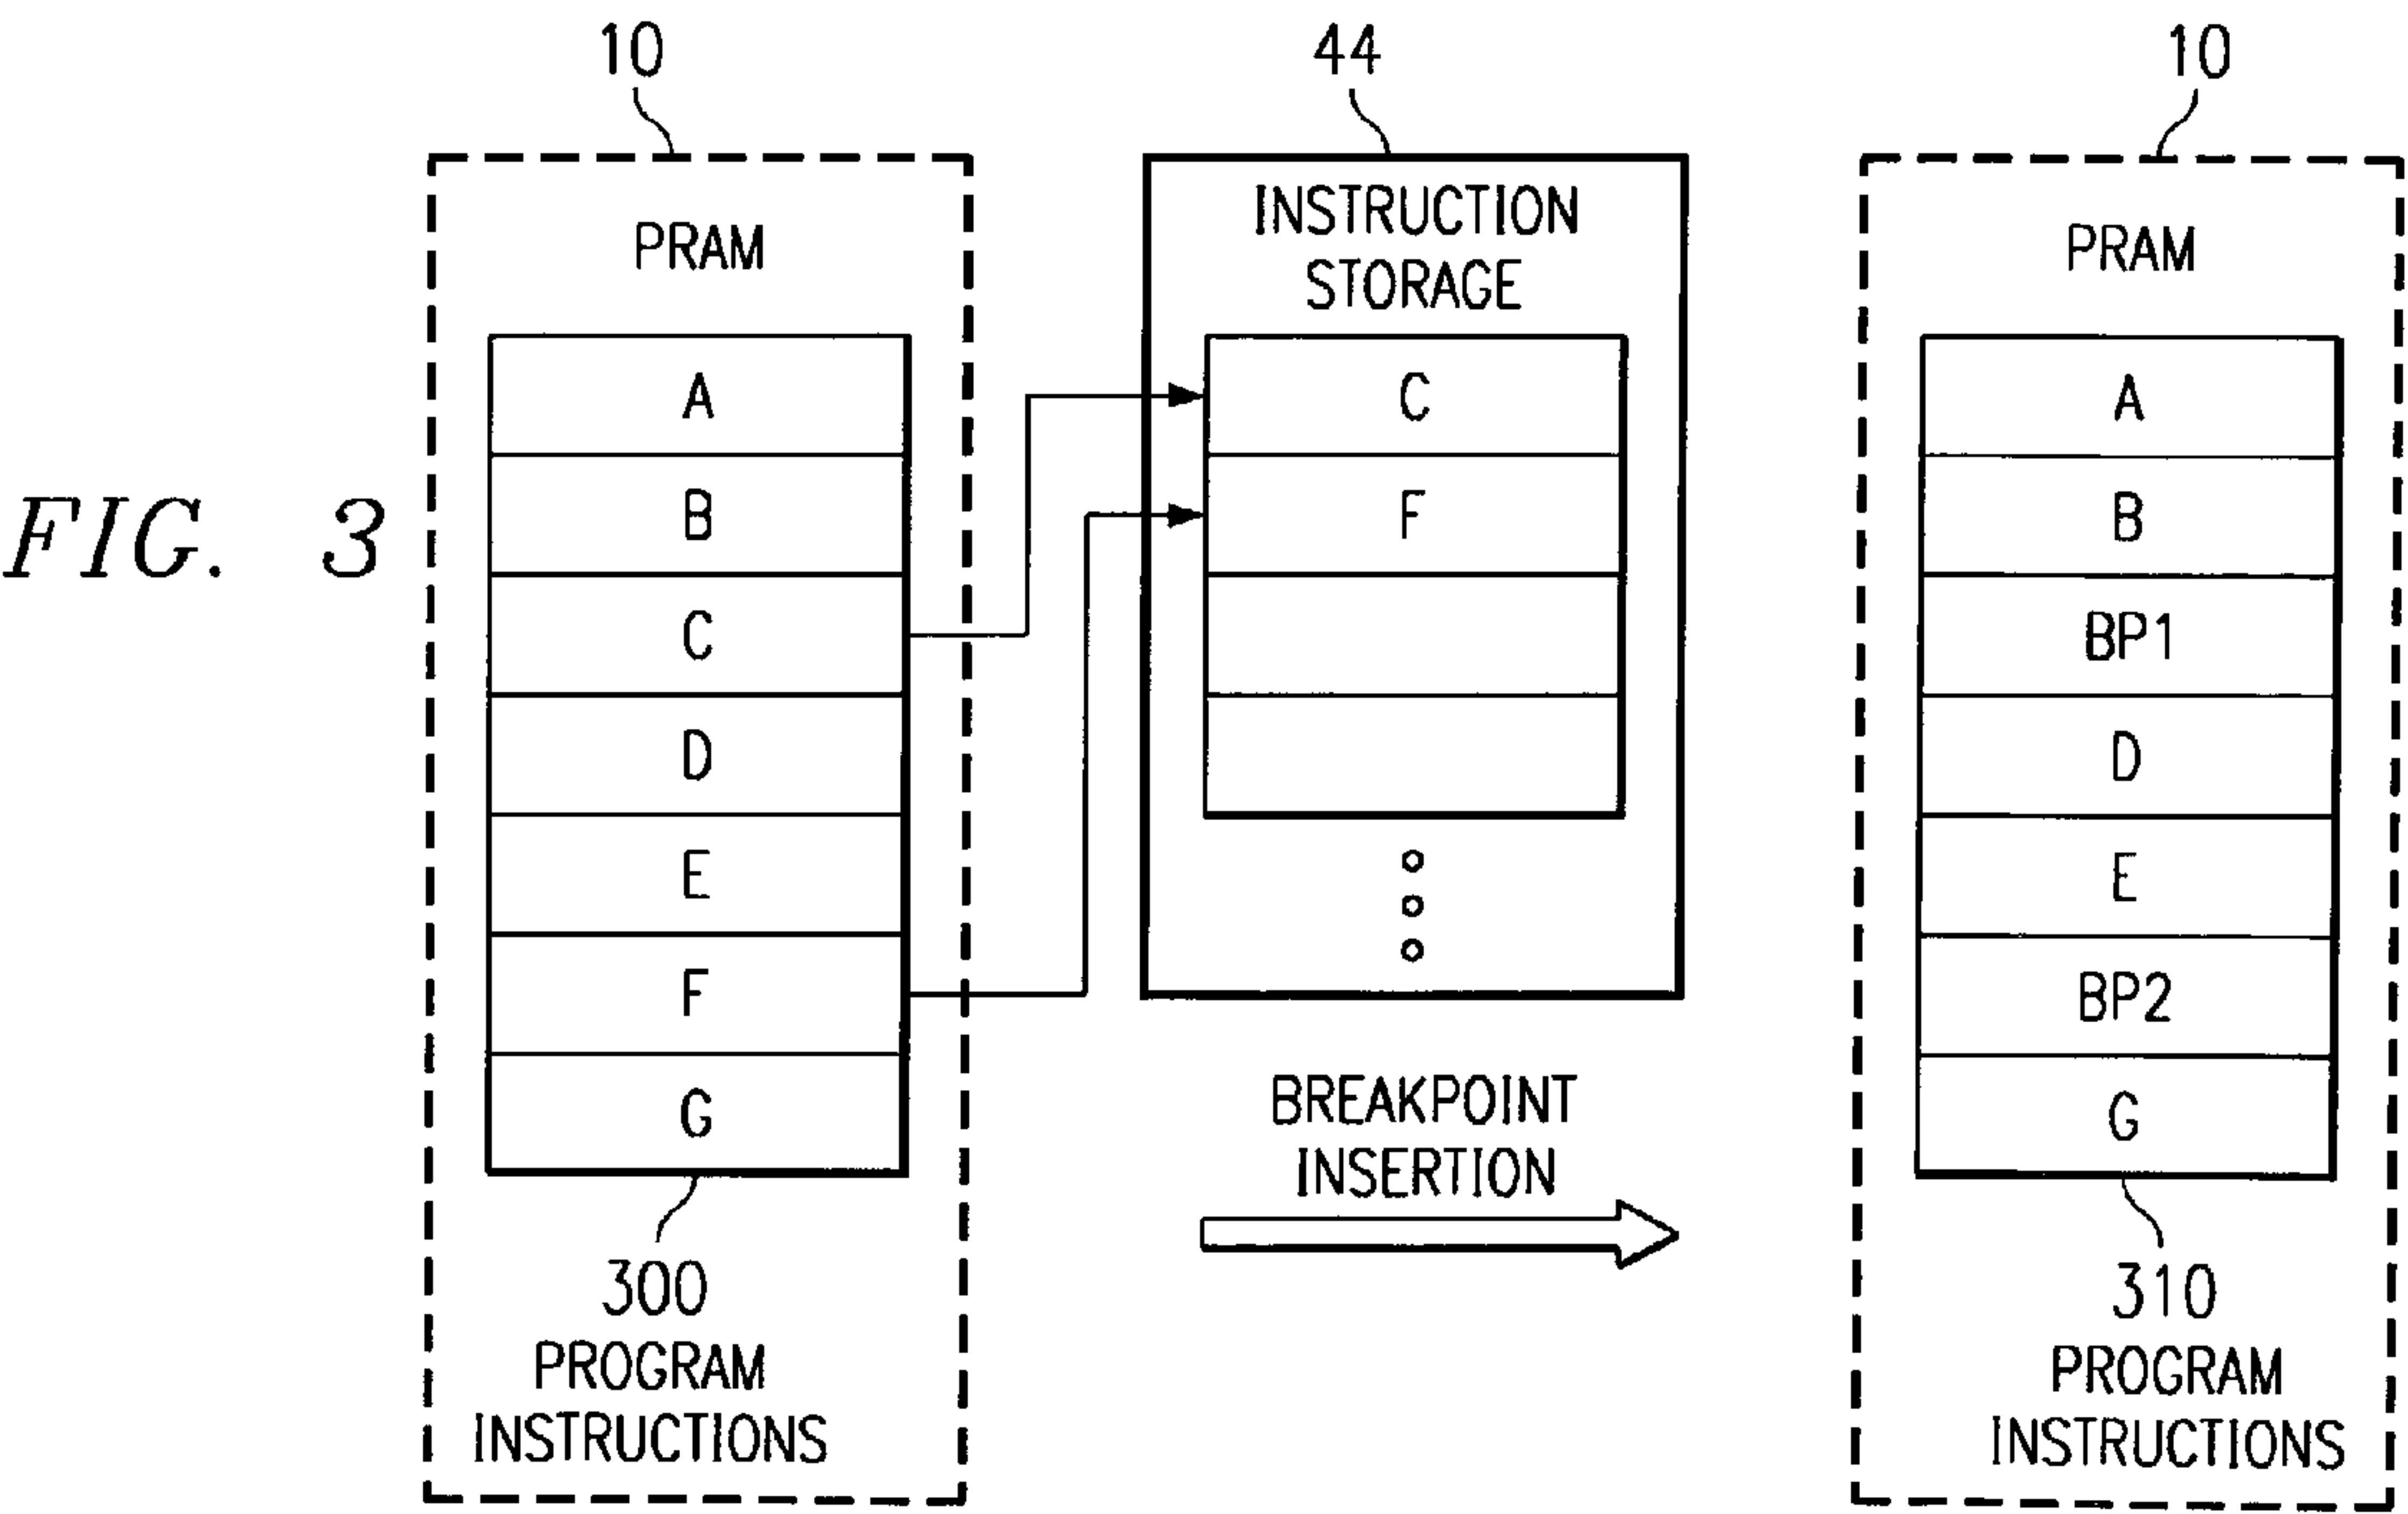 FIG. 3
10
PRAM
A
B
C
D
E
F
G
300
PROGRAM
INSTRUCTIONS
44
INSTRUCTION
STORAGE
C
F
BREAKPOINT
INSERTION
10
PRAM
A
B
BP1
D
E
BP2
G
310
PROGRAM
INSTRUCTIONS